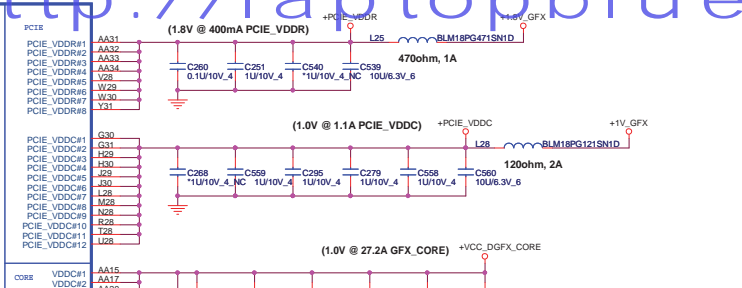 ttp://laptopblue
PCIE
(1.8V @ 400mA PCIE_VDDR)
+PCIE_VDDR
+1.8V_GFX
PCIE_VDDR#1 AA31
PCIE_VDDR#2 AA32
PCIE_VDDR#3 AA33
PCIE_VDDR#4 AA34
PCIE_VDDR#5 V28
PCIE_VDDR#6 W29
PCIE_VDDR#7 W30
PCIE_VDDR#8 Y31
L25 BLM18PG471SN1D
470ohm, 1A
C260 C251 C540 C539
0.1U/10V_4 1U/10V_4 *1U/10V_4_NC 10U/6.3V_6
(1.0V @ 1.1A PCIE_VDDC)
+PCIE_VDDC
+1V_GFX
PCIE_VDDC#1 G30
PCIE_VDDC#2 G31
PCIE_VDDC#3 H29
PCIE_VDDC#4 H30
PCIE_VDDC#5 J29
PCIE_VDDC#6 J30
PCIE_VDDC#7 L28
PCIE_VDDC#8 M28
PCIE_VDDC#9 N28
PCIE_VDDC#10 R28
PCIE_VDDC#11 T28
PCIE_VDDC#12 U28
L28 BLM18PG121SN1D
120ohm, 2A
C268 C559 C295 C279 C558 C560
*1U/10V_4_NC 1U/10V_4 1U/10V_4 1U/10V_4 1U/10V_4 10U/6.3V_6
(1.0V @ 27.2A GFX_CORE)
+VCC_DGFX_CORE
CORE
VDDC#1 AA15
VDDC#2 AA17